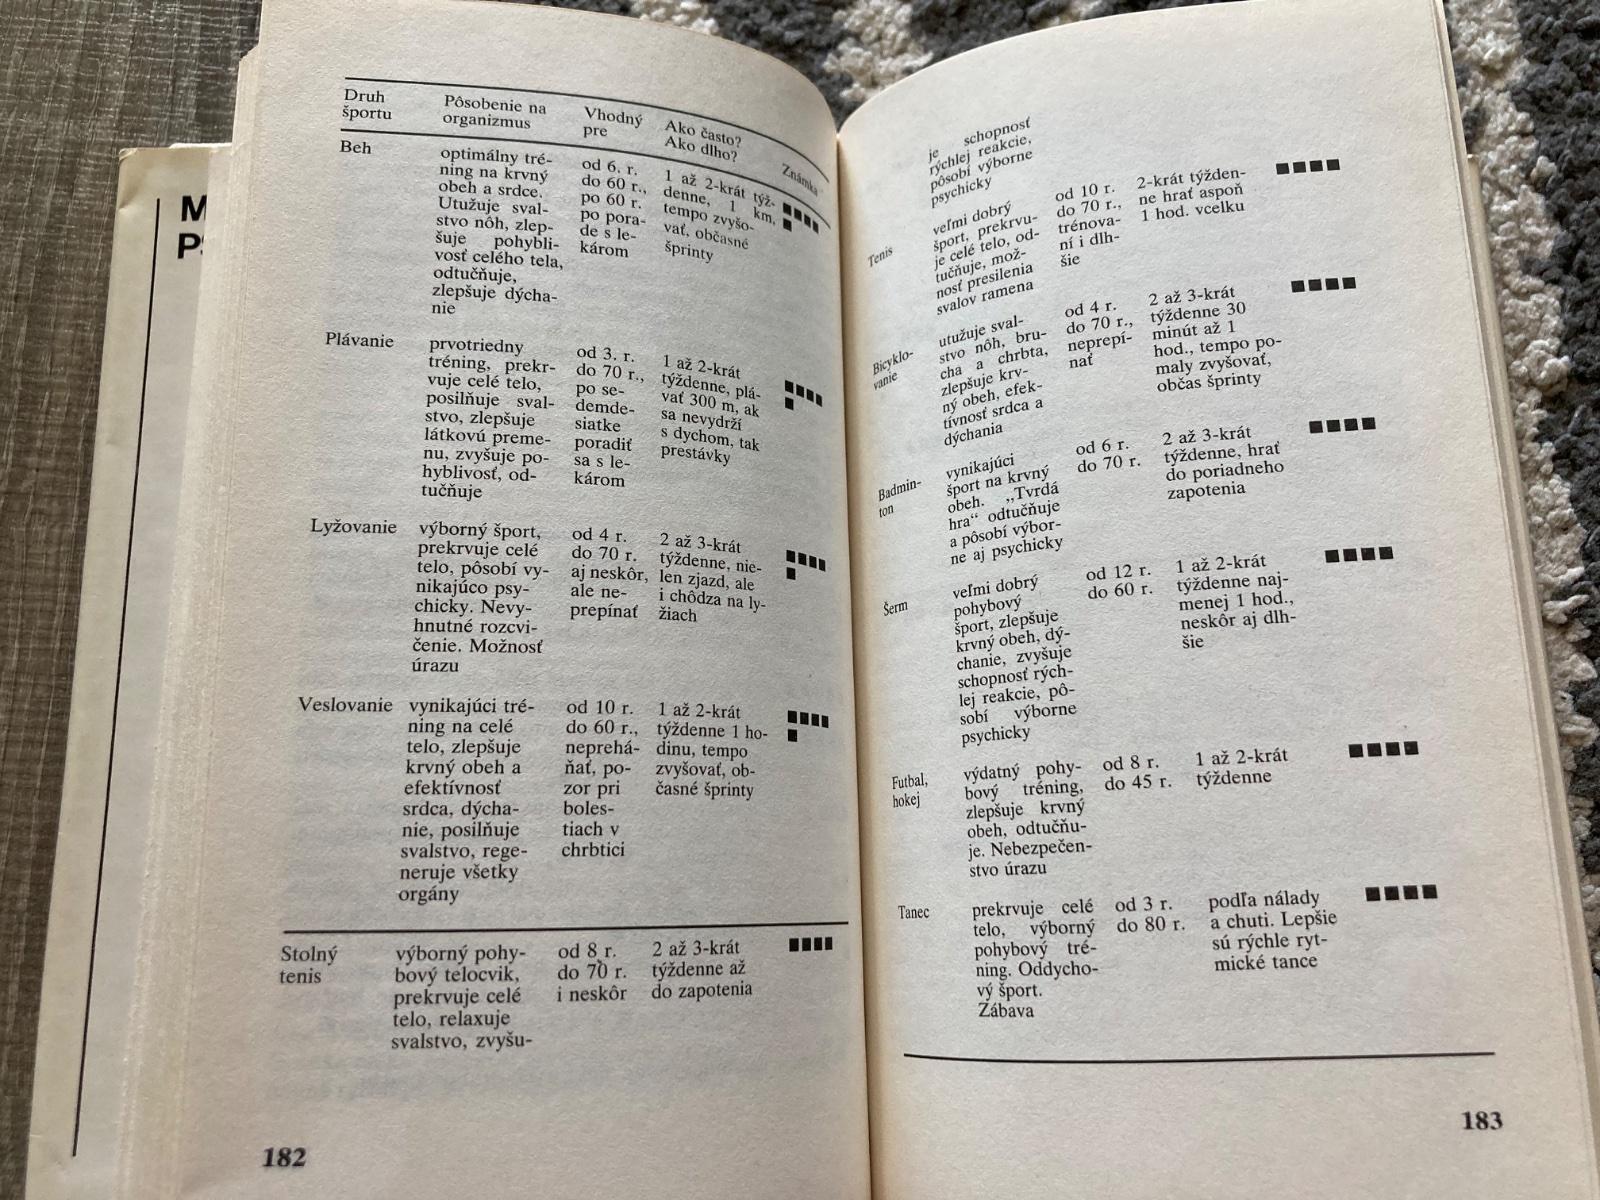 M
P
Druh športu
Pôsobenie na organizmus
Vhodný pre
Ako často? Ako dlho?
Známka
Beh
optimálny tré-
ning na krvný
obeh a srdce.
Utužuje sval-
stvo nôh, zlep-
šuje pohybli-
vosť celého tela,
odtučňuje,
zlepšuje dýcha-
nie
od 6. r.
do 60 r.,
po 60 r.
po pora-
de s le-
károm
1 až 2-krát týž-
denne, 1 km,
tempo zvyšo-
vať, občasné
šprinty
■■■■
■
Plávanie
prvotriedny
tréning, prekr-
vuje celé telo,
posilňuje sval-
stvo, zlepšuje
látkovú preme-
nu, zvyšuje po-
hyblivosť, od-
tučňuje
od 3. r.
do 70 r.,
po se-
demde-
siatke
poradiť
sa s le-
károm
1 až 2-krát
týždenne, plá-
vať 300 m, ak
sa nevydrží
s dychom, tak
prestávky
■■■■
■
Lyžovanie
výborný šport,
prekrvuje celé
telo, pôsobí vy-
nikajúco psy-
chicky. Nevy-
hnutné rozcvi-
čenie. Možnosť
úrazu
od 4 r.
do 70 r.
aj neskôr,
ale ne-
prepínať
2 až 3-krát
týždenne, nie-
len zjazd, ale
i chôdza na ly-
žiach
■■■■
■
Veslovanie
vynikajúci tré-
ning na celé
telo, zlepšuje
krvný obeh a
efektívnosť
srdca, dýcha-
nie, posilňuje
svalstvo, rege-
neruje všetky
orgány
od 10 r.
do 60 r.,
neprehá-
ňať, po-
zor pri
boles-
tiach v
chrbtici
1 až 2-krát
týždenne 1 ho-
dinu, tempo
zvyšovať, ob-
časné šprinty
■■■■
■
Stolný
tenis
výborný pohy-
bový telocvik,
prekrvuje celé
telo, relaxuje
svalstvo, zvyšu-
od 8 r.
do 70 r.
i neskôr
2 až 3-krát
týždenne až
do zapotenia
■■■■
182
je schopnosť
rýchlej reakcie,
pôsobí výborne
psychicky
Tenis
veľmi dobrý
šport, prekrvu-
je celé telo, od-
tučňuje, mož-
nosť presilenia
svalov ramena
od 10 r.
do 70 r.,
trénova-
ní i dlh-
šie
2-krát týžden-
ne hrať aspoň
1 hod. vcelku
■■■■
Bicyklo-
vanie
utužuje sval-
stvo nôh, bru-
cha a chrbta,
zlepšuje krv-
ný obeh, efek-
tívnosť srdca a
dýchania
od 4 r.
do 70 r.,
neprepí-
nať
2 až 3-krát
týždenne 30
minút až 1
hod., tempo po-
maly zvyšovať,
občas šprinty
■■■■
Badmin-
ton
vynikajúci
šport na krvný
obeh. „Tvrdá
hra“ odtučňuje
a pôsobí výbor-
ne aj psychicky
od 6 r.
do 70 r.
2 až 3-krát
týždenne, hrať
do poriadneho
zapotenia
■■■■
Šerm
veľmi dobrý
pohybový
šport, zlepšuje
krvný obeh, dý-
chanie, zvyšuje
schopnosť rých-
lej reakcie, pô-
sobí výborne
psychicky
od 12 r.
do 60 r.
1 až 2-krát
týždenne naj-
menej 1 hod.,
neskôr aj dlh-
šie
■■■■
Futbal,
hokej
výdatný pohy-
bový tréning,
zlepšuje krvný
obeh, odtučňu-
je. Nebezpečen-
stvo úrazu
od 8 r.
do 45 r.
1 až 2-krát
týždenne
■■■■
Tanec
prekrvuje celé
telo, výborný
pohybový tré-
ning. Oddycho-
vý šport.
Zábava
od 3 r.
do 80 r.
podľa nálady
a chuti. Lepšie
sú rýchle ryt-
mické tance
■■■■
183